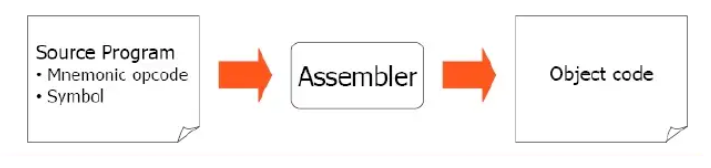 Source Program
• Mnemonic opcode
• Symbol
Assembler
Object code